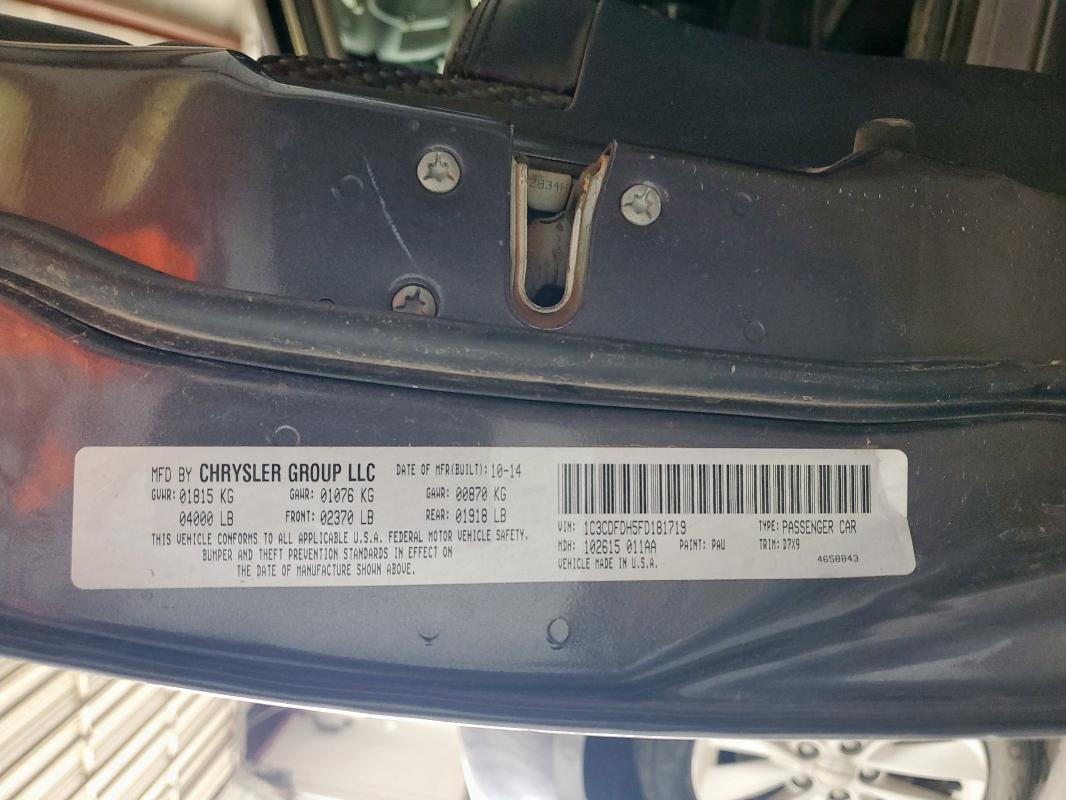 2834H
MFD BY CHRYSLER GROUP LLC DATE OF MFR(BUILT): 10-14
GVWR: 01815 KG GAWR: 01076 KG GAWR: 00870 KG
04000 LB FRONT: 02370 LB REAR: 01918 LB
THIS VEHICLE CONFORMS TO ALL APPLICABLE U.S.A. FEDERAL MOTOR VEHICLE SAFETY,
BUMPER AND THEFT PREVENTION STANDARDS IN EFFECT ON
THE DATE OF MANUFACTURE SHOWN ABOVE.
VIN: 1C3CDFDH5FD181719 TYPE: PASSENGER CAR
MDH: 102615 011AA PAINT: PAU TRIM: D7X9
VEHICLE MADE IN U.S.A. 4658843